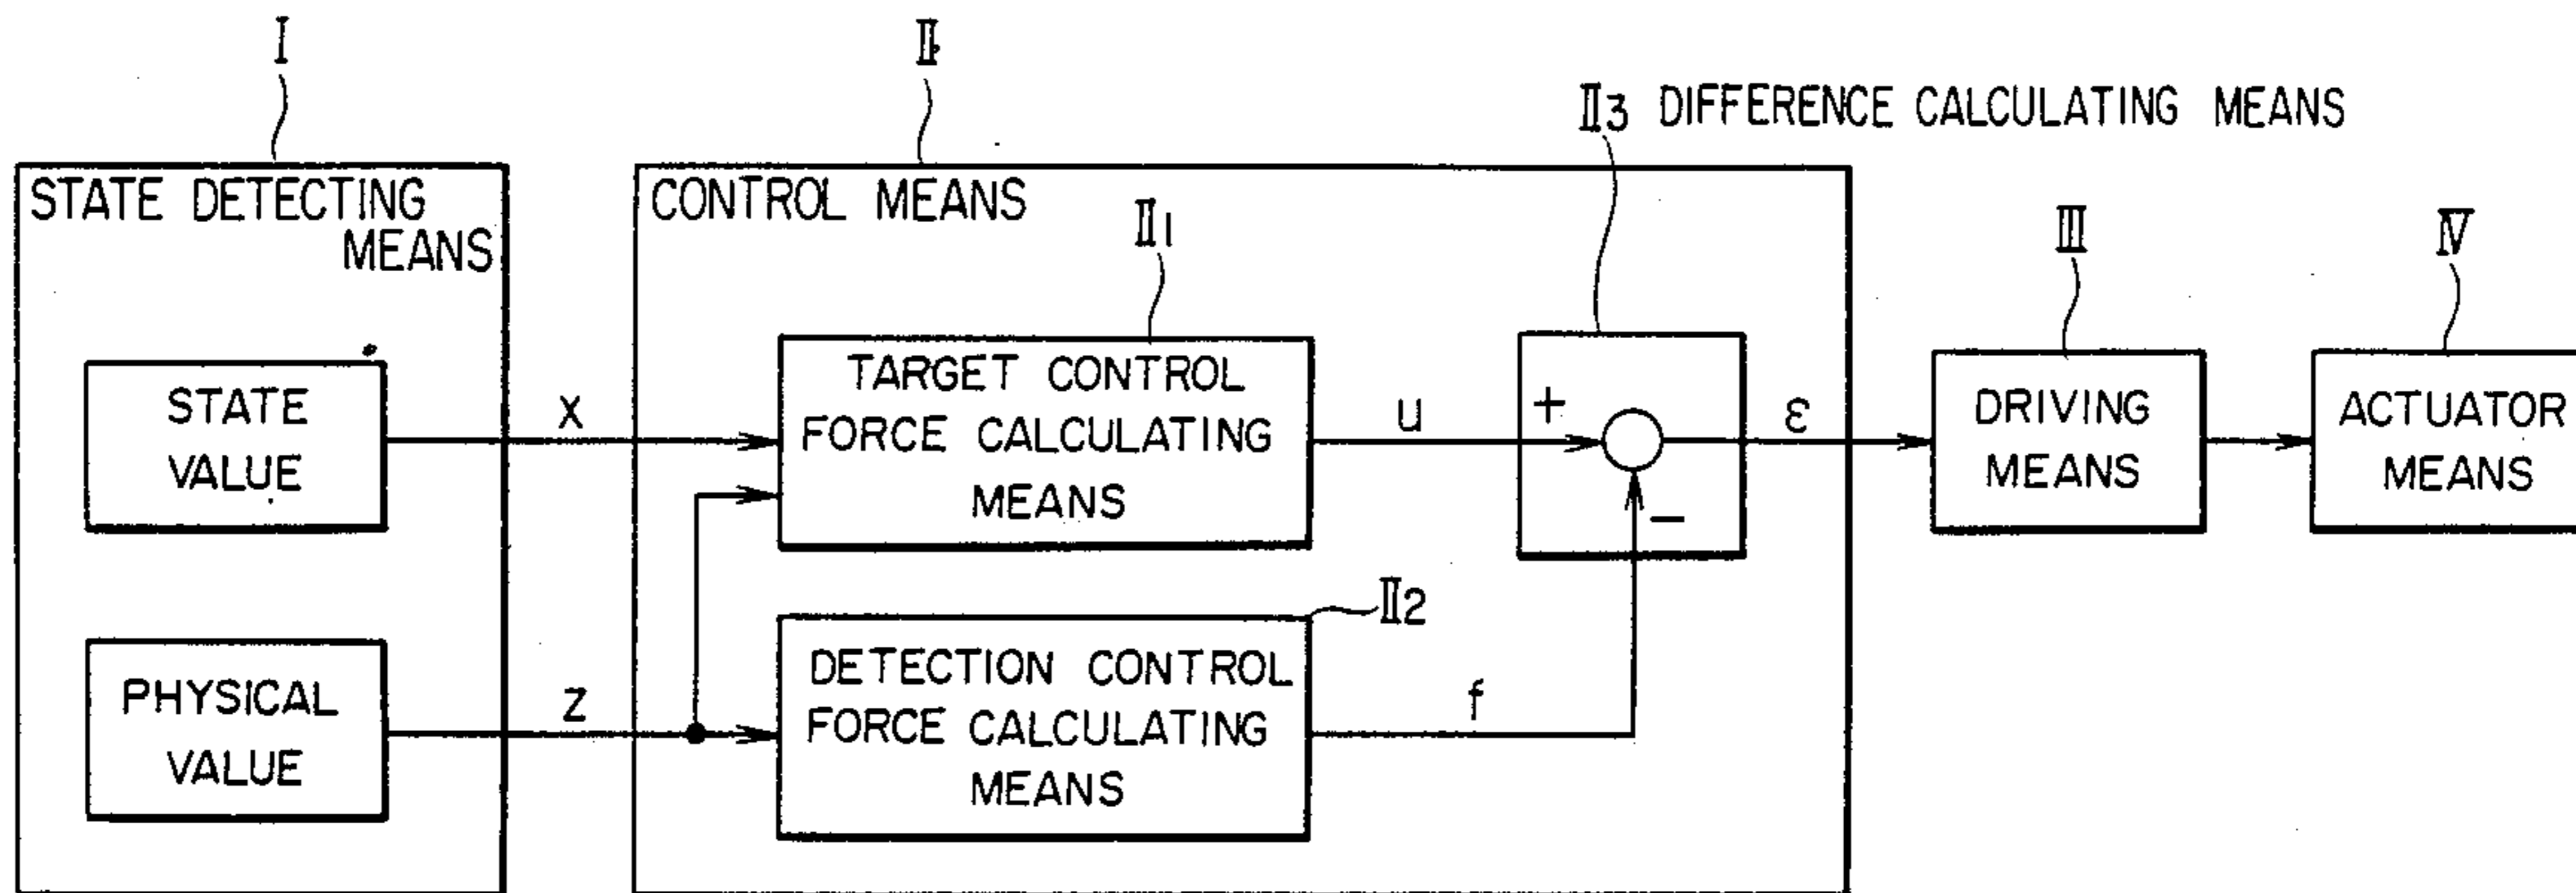 I
II
II3 DIFFERENCE CALCULATING MEANS
STATE DETECTING
MEANS
CONTROL MEANS
II1
III
IV
STATE
VALUE
X
TARGET CONTROL
FORCE CALCULATING
MEANS
u
+
−
ε
DRIVING
MEANS
ACTUATOR
MEANS
PHYSICAL
VALUE
Z
II2
DETECTION CONTROL
FORCE CALCULATING
MEANS
f